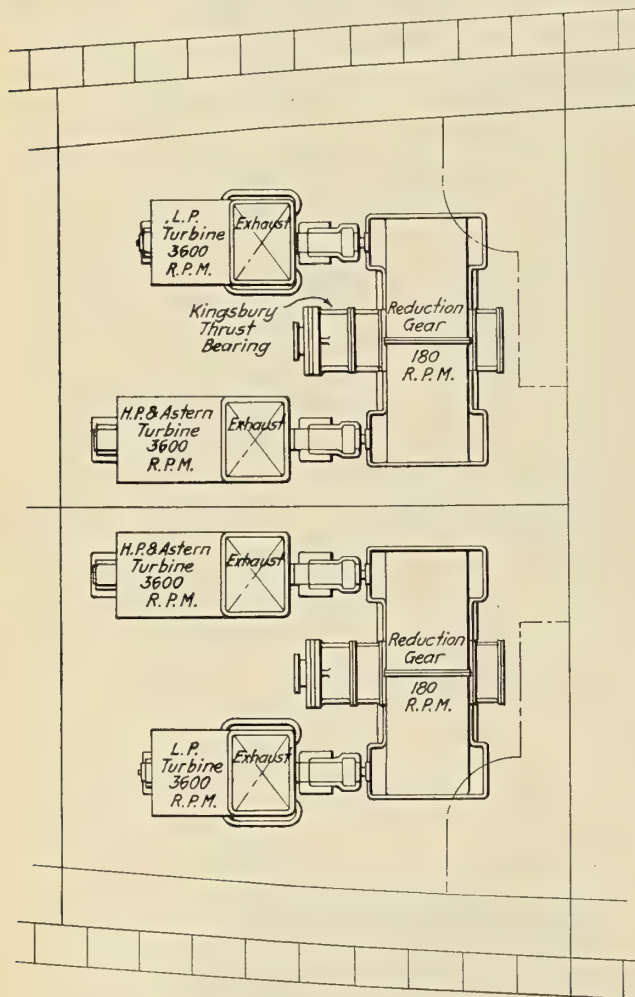 L.P.
Turbine
3600
R.P.M.
Exhaust
Kingsbury
Thrust
Bearing
Reduction
Gear
180
R.P.M.
H.P. & Astern
Turbine
3600
R.P.M.
Exhaust
H.P. & Astern
Turbine
3600
R.P.M.
Exhaust
Reduction
Gear
180
R.P.M.
L.P.
Turbine
3600
R.P.M.
Exhaust